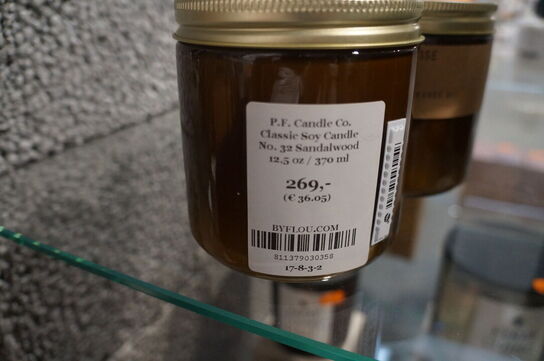 P.F. Candle Co.
Classic Soy Candle
No. 32 Sandalwood
12.5 oz / 370 ml
269,-
(€ 36.05)
BYFLOU.COM
811379030358
17-8-3-2